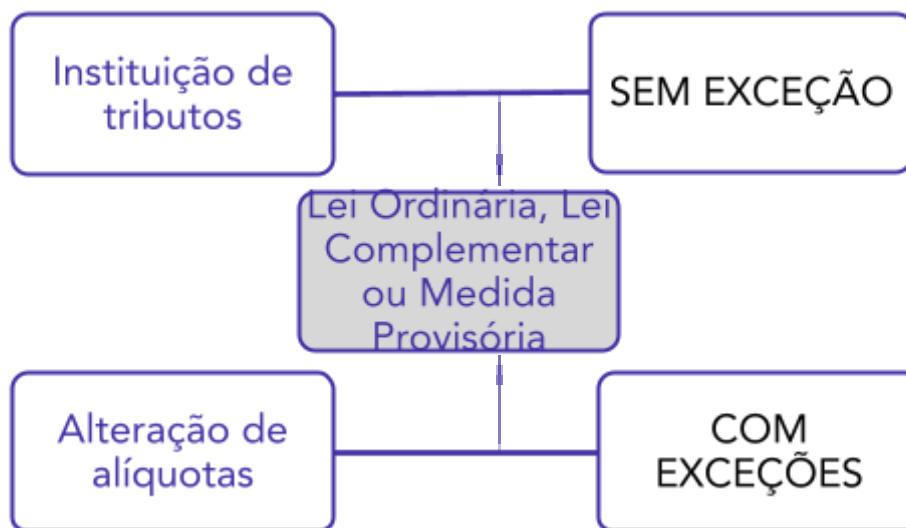 Instituição de
tributos
SEM EXCEÇÃO
Lei Ordinária, Lei
Complementar
ou Medida
Provisória
Alteração de
alíquotas
COM
EXCEÇÕES